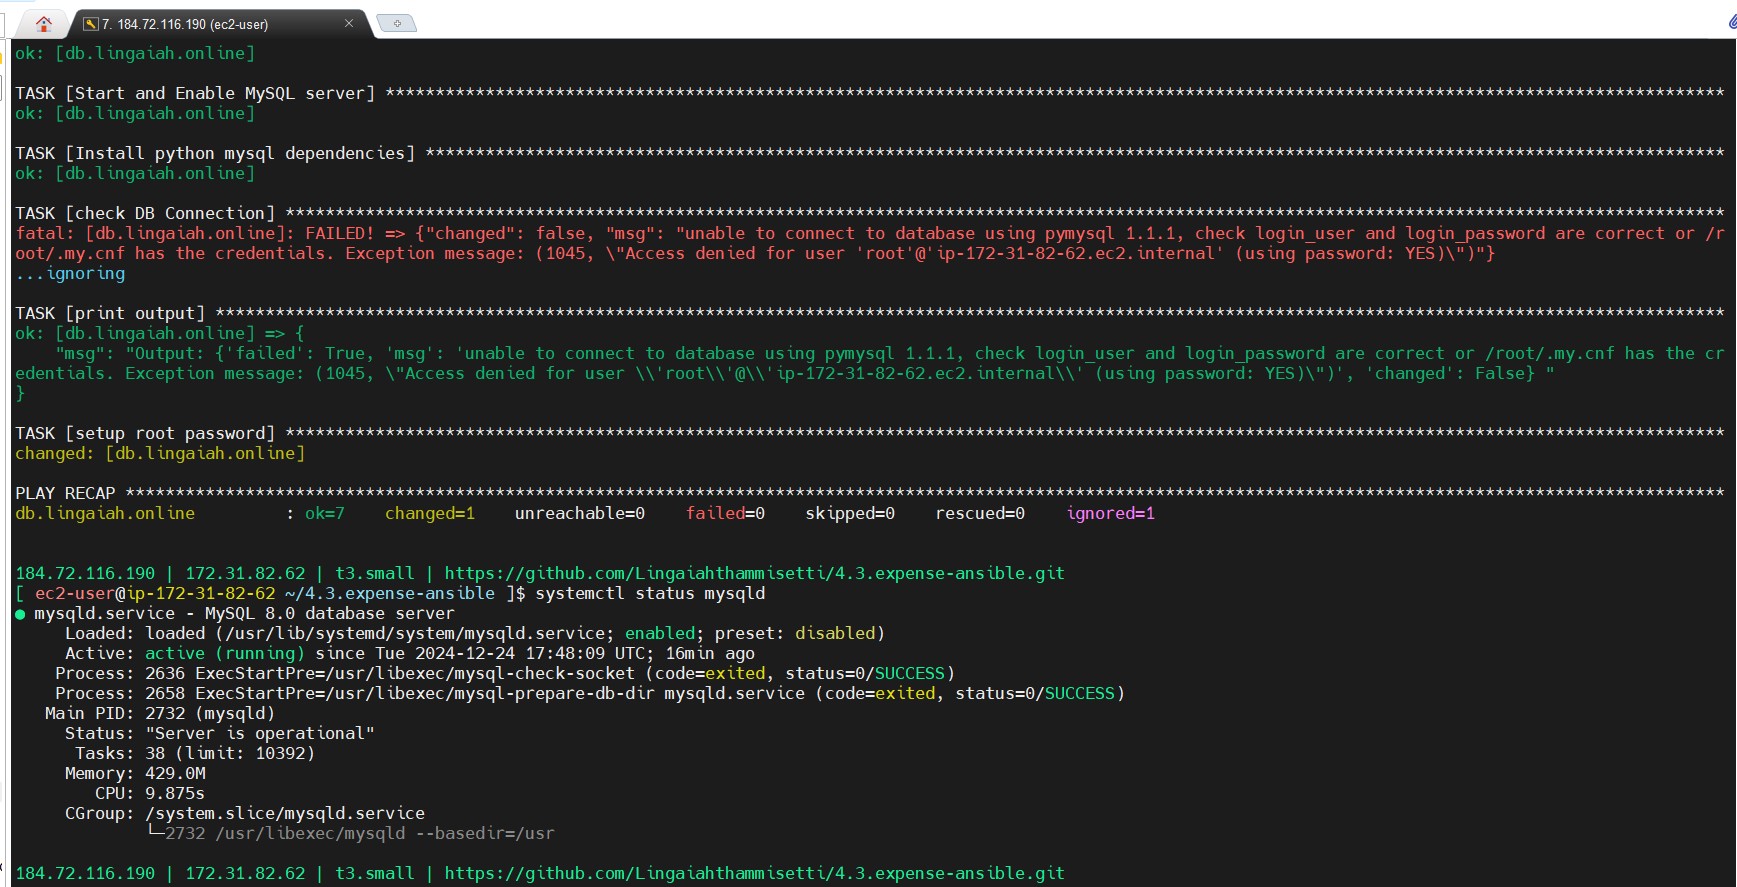 7. 184.72.116.190 (ec2-user)
ok: [db.lingaiah.online]
TASK [Start and Enable MySQL server] **************************************************************************************************************************************
ok: [db.lingaiah.online]
TASK [Install python mysql dependencies] **********************************************************************************************************************************
ok: [db.lingaiah.online]
TASK [check DB Connection] ************************************************************************************************************************************************
fatal: [db.lingaiah.online]: FAILED! => {"changed": false, "msg": "unable to connect to database using pymysql 1.1.1, check login_user and login_password are correct or /r
oot/.my.cnf has the credentials. Exception message: (1045, \"Access denied for user 'root'@'ip-172-31-82-62.ec2.internal' (using password: YES)\")"}
...ignoring
TASK [print output] *******************************************************************************************************************************************************
ok: [db.lingaiah.online] => {
    "msg": "Output: {'failed': True, 'msg': 'unable to connect to database using pymysql 1.1.1, check login_user and login_password are correct or /root/.my.cnf has the cr
edentials. Exception message: (1045, \"Access denied for user \\'root\\'@\\'ip-172-31-82-62.ec2.internal\\' (using password: YES)\")', 'changed': False} "
}
TASK [setup root password] ************************************************************************************************************************************************
changed: [db.lingaiah.online]
PLAY RECAP ****************************************************************************************************************************************************************
db.lingaiah.online         : ok=7    changed=1    unreachable=0    failed=0    skipped=0    rescued=0    ignored=1
184.72.116.190 | 172.31.82.62 | t3.small | https://github.com/Lingaiahthammisetti/4.3.expense-ansible.git
[ ec2-user@ip-172-31-82-62 ~/4.3.expense-ansible ]$ systemctl status mysqld
● mysqld.service - MySQL 8.0 database server
     Loaded: loaded (/usr/lib/systemd/system/mysqld.service; enabled; preset: disabled)
     Active: active (running) since Tue 2024-12-24 17:48:09 UTC; 16min ago
    Process: 2636 ExecStartPre=/usr/libexec/mysql-check-socket (code=exited, status=0/SUCCESS)
    Process: 2658 ExecStartPre=/usr/libexec/mysql-prepare-db-dir mysqld.service (code=exited, status=0/SUCCESS)
   Main PID: 2732 (mysqld)
     Status: "Server is operational"
      Tasks: 38 (limit: 10392)
     Memory: 429.0M
        CPU: 9.875s
     CGroup: /system.slice/mysqld.service
             └─2732 /usr/libexec/mysqld --basedir=/usr
184.72.116.190 | 172.31.82.62 | t3.small | https://github.com/Lingaiahthammisetti/4.3.expense-ansible.git